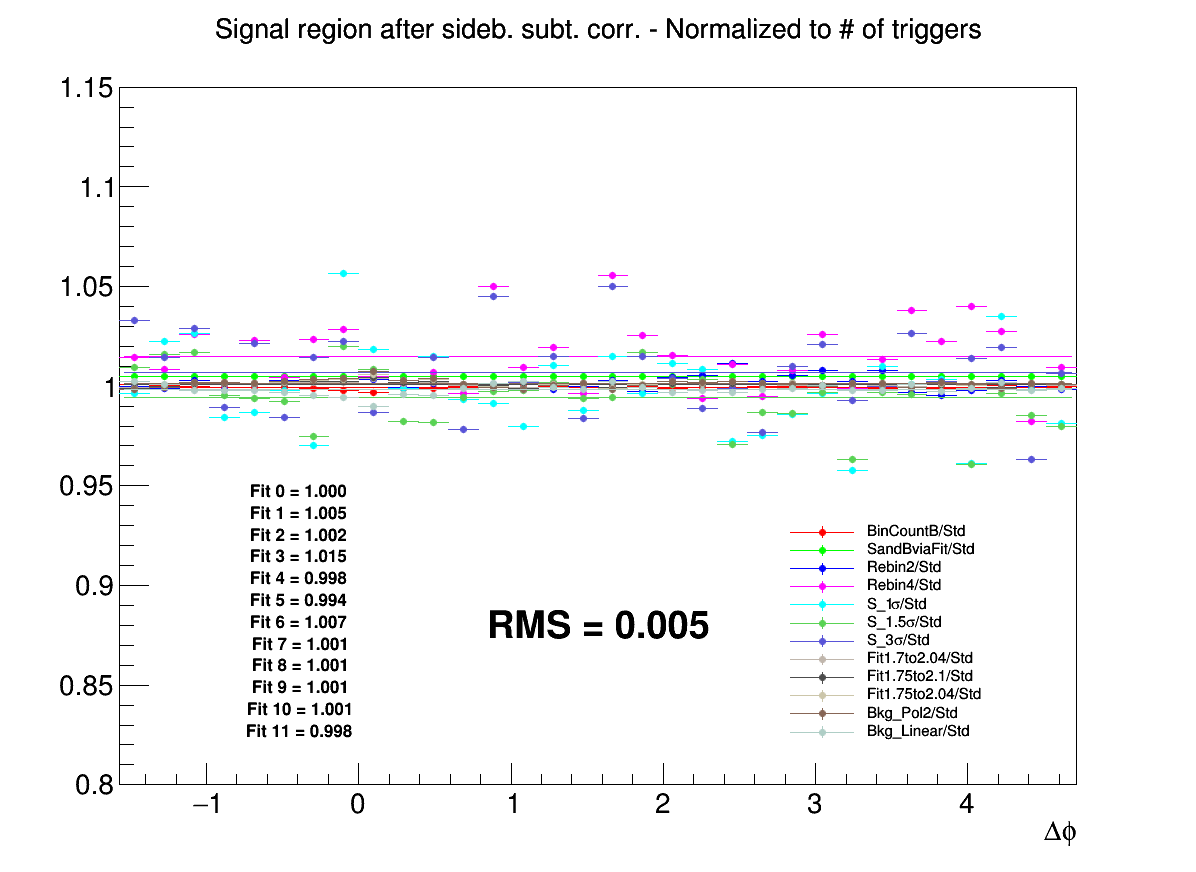 Signal region after sideb. subt. corr. - Normalized to # of triggers
1.15
1.1
1.05
1
0.95
0.9
0.85
0.8
Fit 0 = 1.000
Fit 1 = 1.005
Fit 2 = 1.002
Fit 3 = 1.015
Fit 4 = 0.998
Fit 5 = 0.994
Fit 6 = 1.007
Fit 7 = 1.001
Fit 8 = 1.001
Fit 9 = 1.001
Fit 10 = 1.001
Fit 11 = 0.998
RMS = 0.005
BinCountB/Std
SandBviaFit/Std
Rebin2/Std
Rebin4/Std
S_1σ/Std
S_1.5σ/Std
S_3σ/Std
Fit1.7to2.04/Std
Fit1.75to2.1/Std
Fit1.75to2.04/Std
Bkg_Pol2/Std
Bkg_Linear/Std
−1 0 1 2 3 4
Δϕ